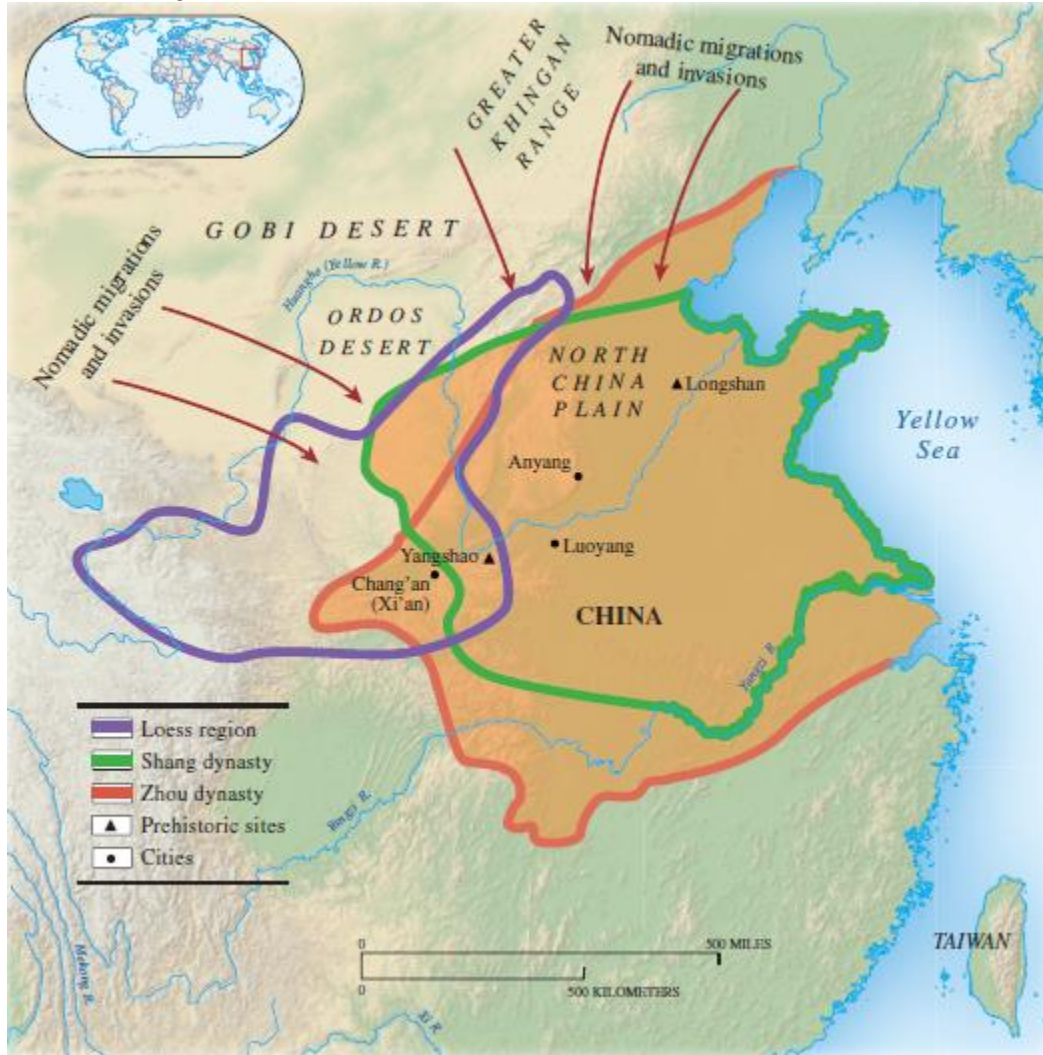 Nomadic migrations
and invasions
GREATER
KHINGAN
RANGE
GOBI DESERT
Nomadic migrations
and invasions
Huanghe (Yellow R.)
ORDOS
DESERT
NORTH
CHINA
PLAIN
Longshan
Yellow
Sea
Anyang
Luoyang
Yangshao
Chang'an
(Xi'an)
CHINA
Yangzi R.
Loess region
Shang dynasty
Zhou dynasty
Prehistoric sites
Cities
0
500 MILES
0
500 KILOMETERS
Mekong R.
Xi R.
TAIWAN